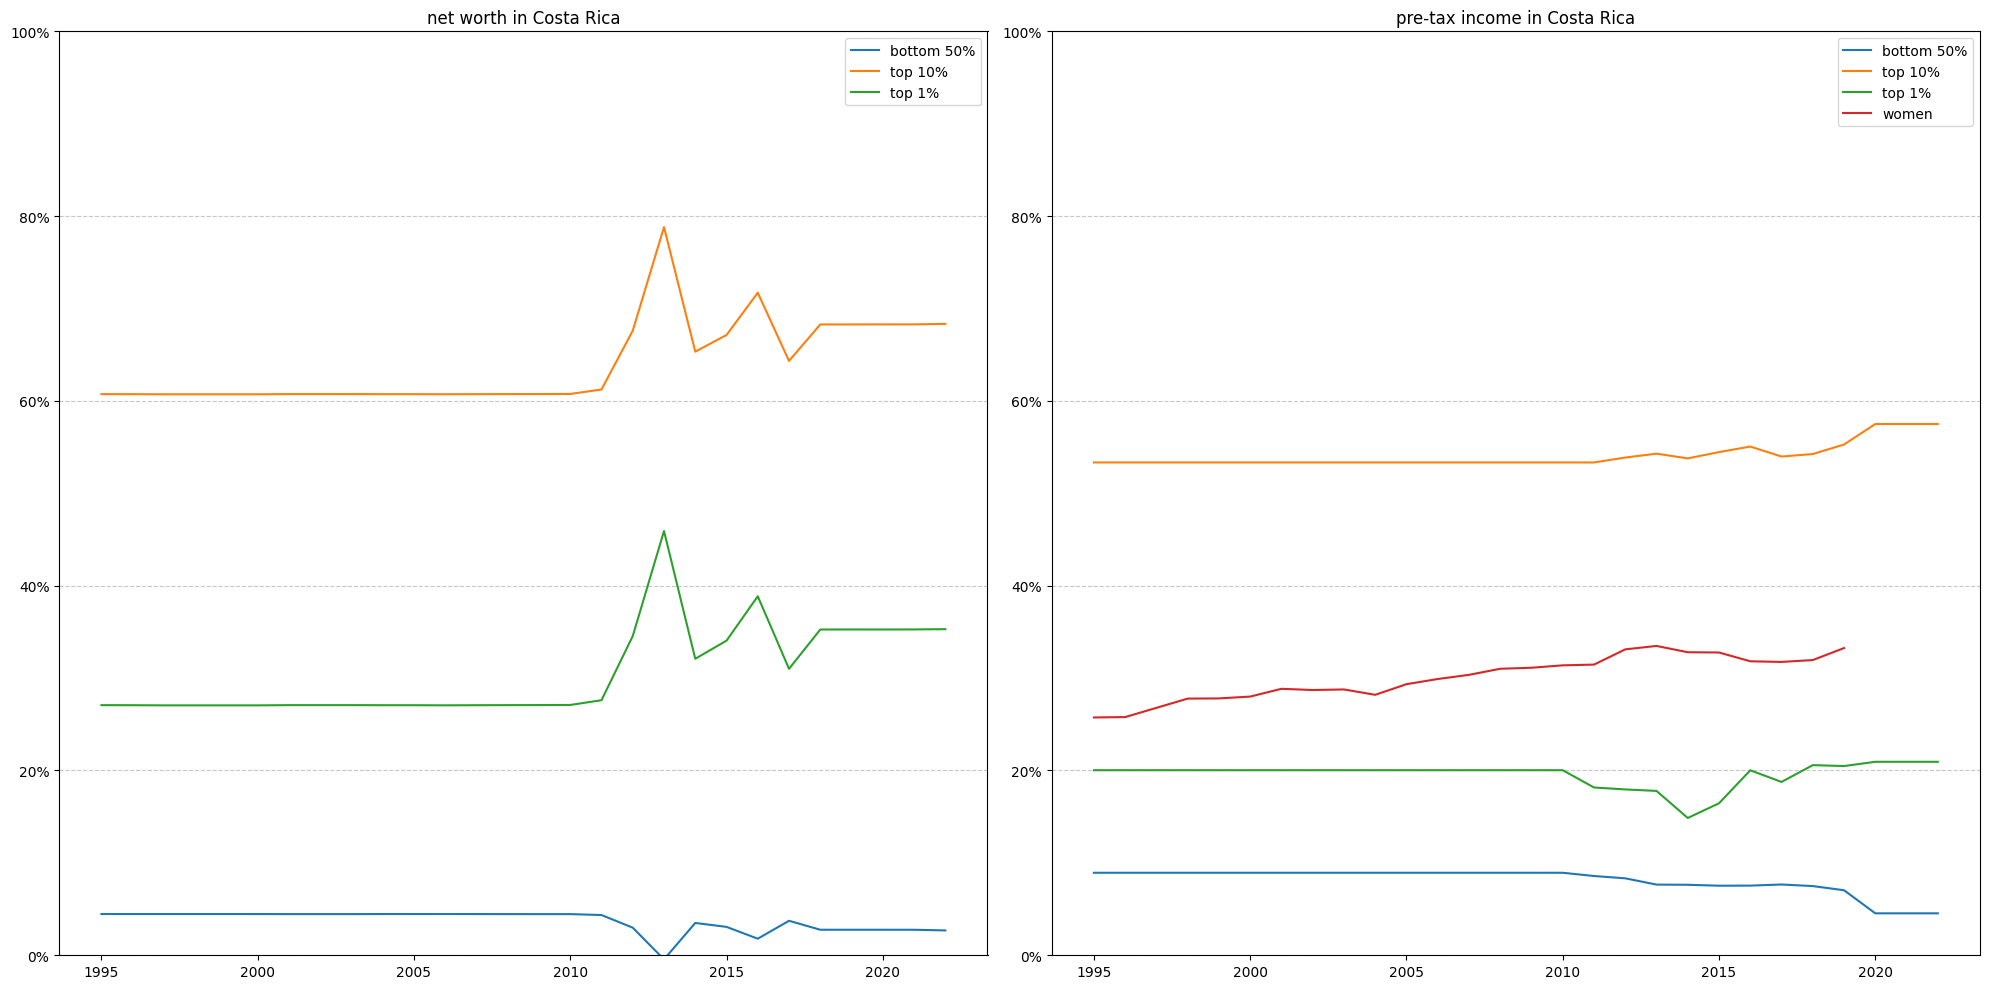 net worth in Costa Rica
100%
80%
60%
40%
20%
0%
1995 2000 2005 2010 2015 2020
bottom 50%
top 10%
top 1%
pre-tax income in Costa Rica
100%
80%
60%
40%
20%
0%
1995 2000 2005 2010 2015 2020
bottom 50%
top 10%
top 1%
women